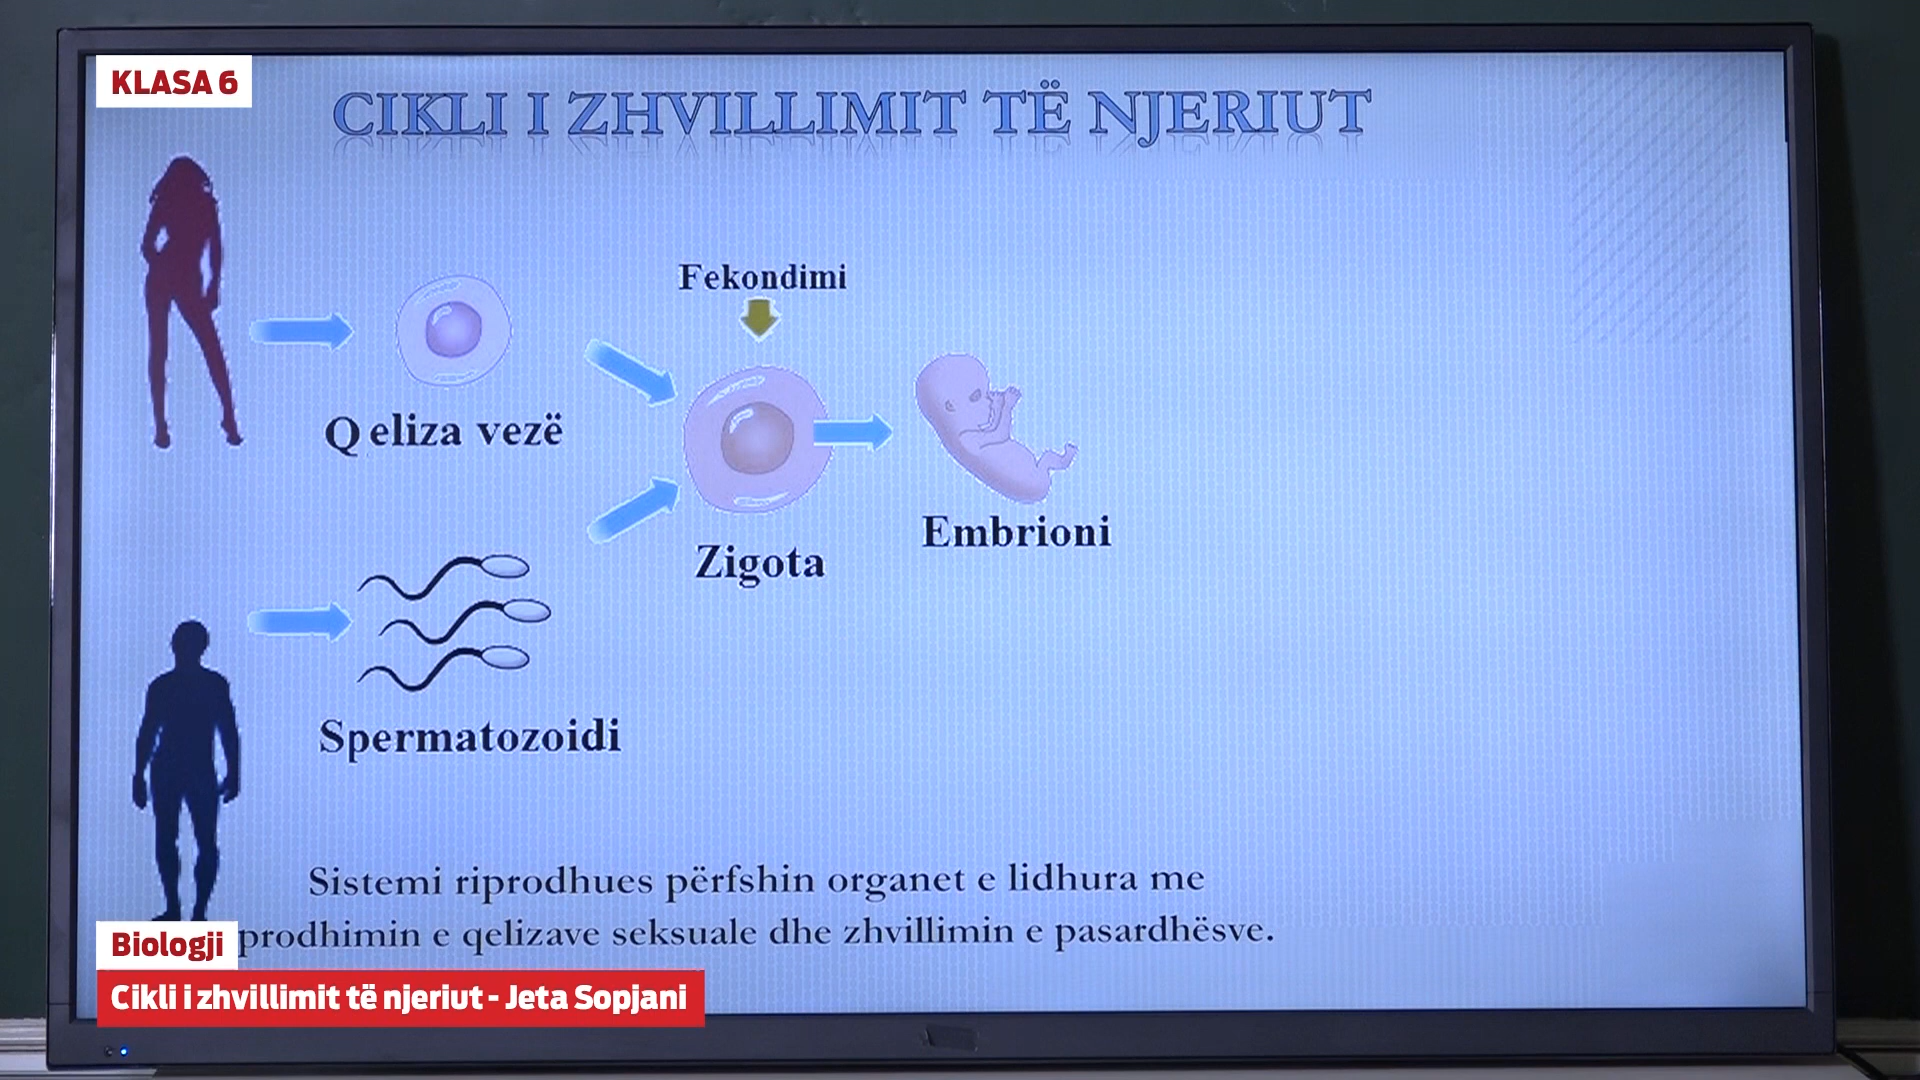 KLASA 6
CIKLI I ZHVILLIMIT TË NJERIUT
Fekondimi
Qeliza vezë
Embrioni
Zigota
Spermatozoidi
Sistemi riprodhues përfshin organet e lidhura me
prodhimin e qelizave seksuale dhe zhvillimin e pasardhësve.
Biologji
Cikli i zhvillimit të njeriut - Jeta Sopjani